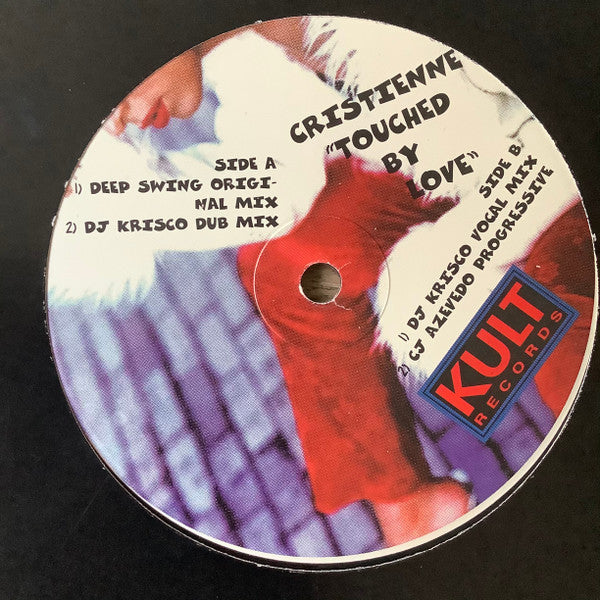 CRISTIENNE
"TOUCHED
BY
LOVE"
SIDE A
1) DEEP SWING ORIGI-
NAL MIX
2) DJ KRISCO DUB MIX
SIDE B
1) DJ KRISCO VOCAL MIX
2) CJ AZEVEDO PROGRESSIVE
KULT
RECORDS